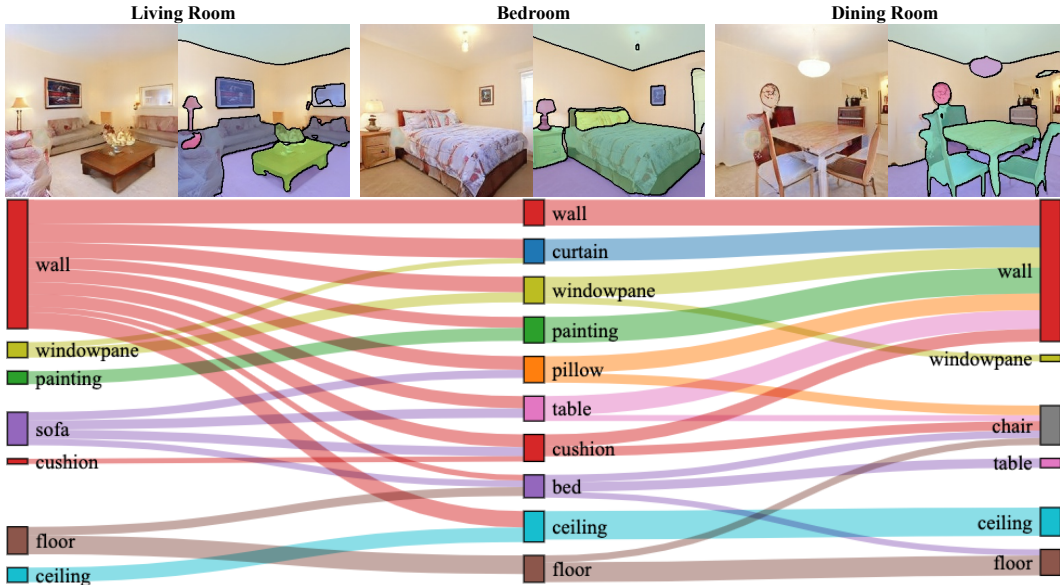 Living Room
Bedroom
Dining Room
wall
windowpane
painting
sofa
cushion
floor
ceiling
wall
curtain
windowpane
painting
pillow
table
cushion
bed
ceiling
floor
wall
windowpane
chair
table
ceiling
floor